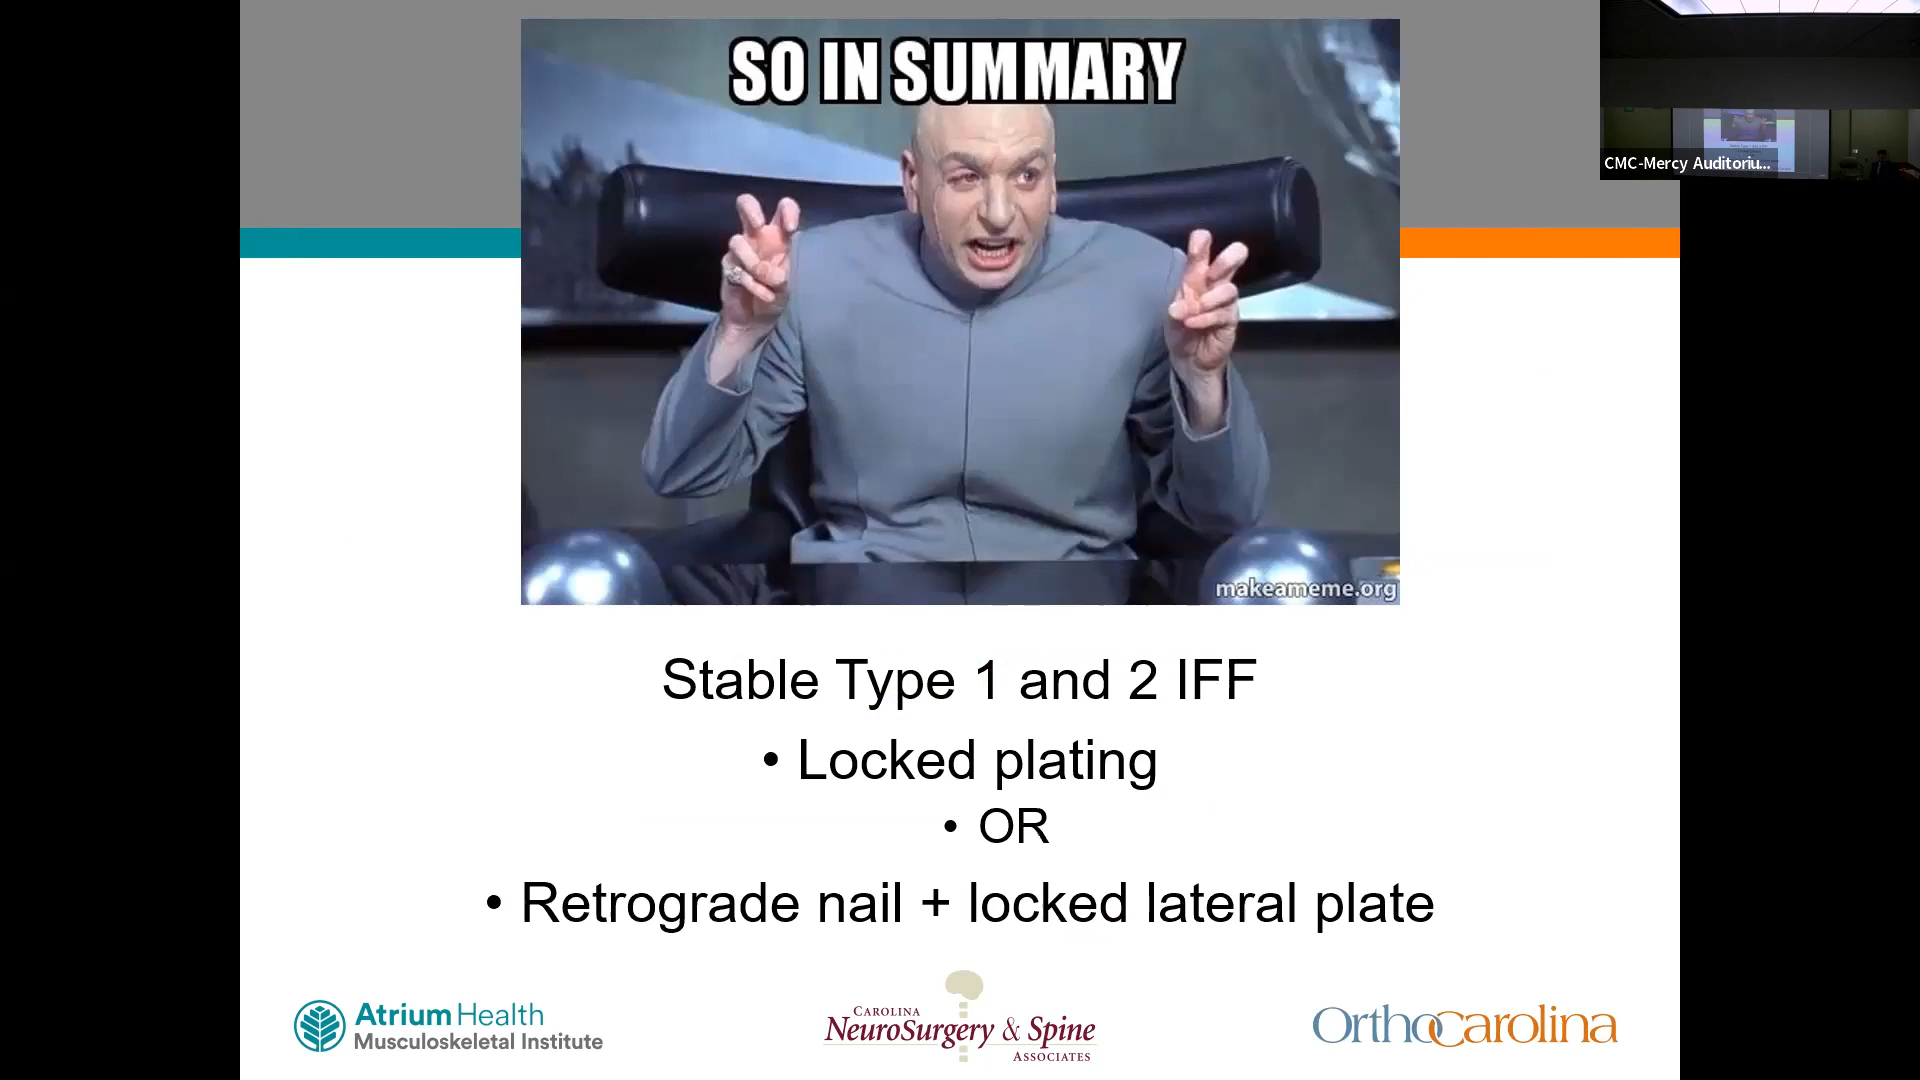 SO IN SUMMARY
CMC-Mercy Auditoriu...
makeameme.org
Stable Type 1 and 2 IFF
• Locked plating
• OR
• Retrograde nail + locked lateral plate
Atrium Health
Musculoskeletal Institute
CAROLINA
NEUROSURGERY & SPINE
ASSOCIATES
OrthoCarolina